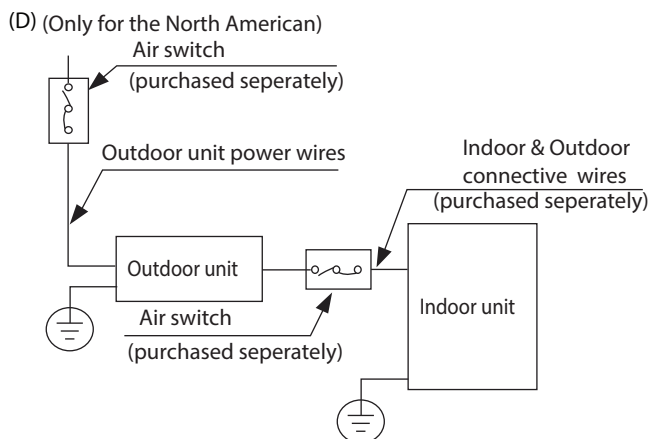 (D) (Only for the North American)
Air switch
(purchased seperately)
Outdoor unit power wires
Indoor & Outdoor
connective wires
(purchased seperately)
Outdoor unit
Indoor unit
Air switch
(purchased seperately)